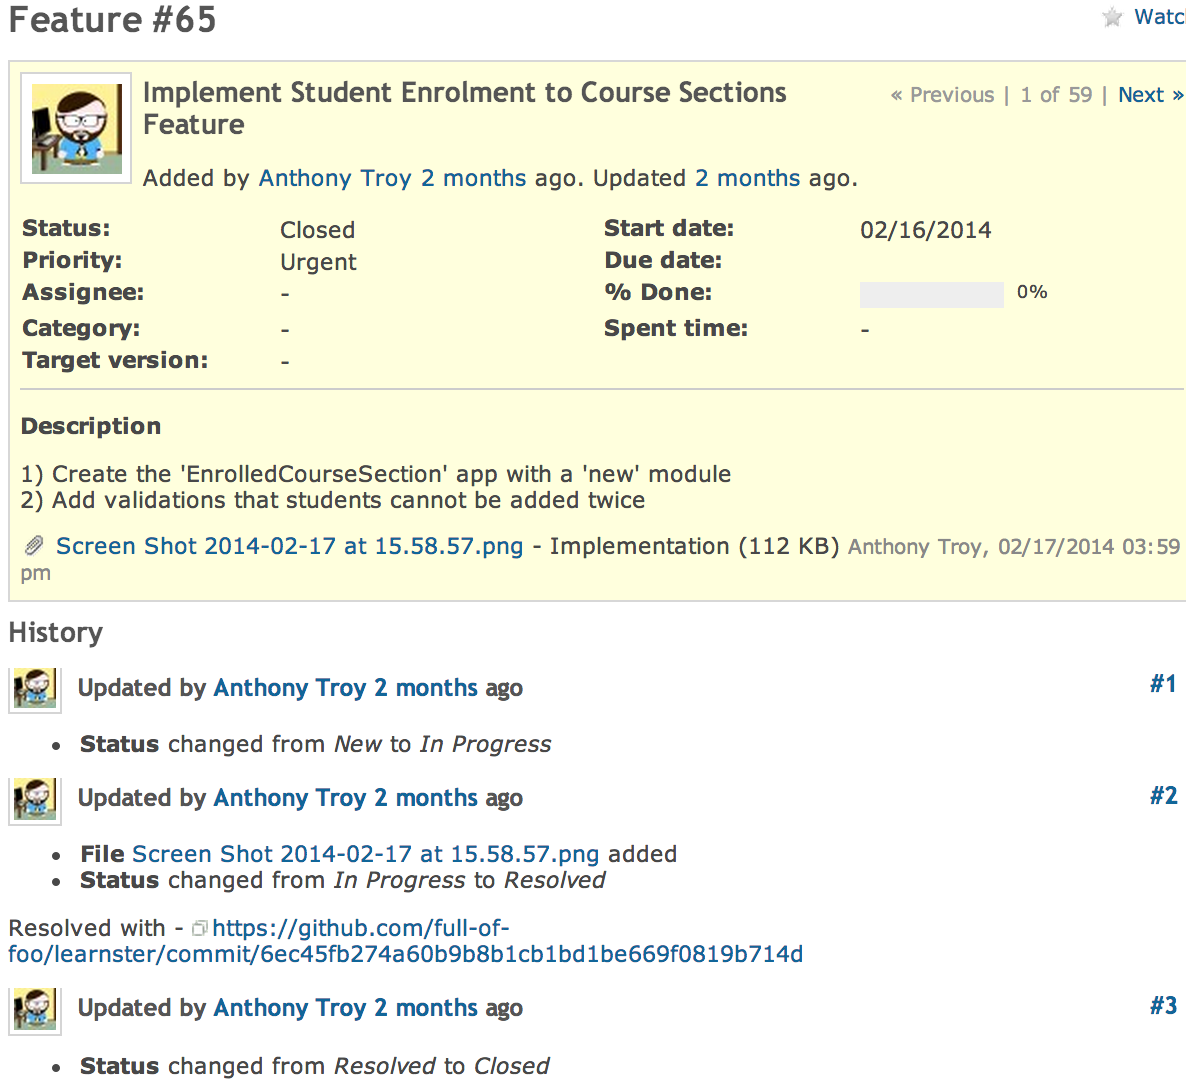 Feature #65
Watc
Implement Student Enrolment to Course Sections
Feature
« Previous | 1 of 59 | Next »
Added by Anthony Troy 2 months ago. Updated 2 months ago.
Status: Closed Start date: 02/16/2014
Priority: Urgent Due date:
Assignee: - % Done: 0%
Category: - Spent time: -
Target version: -
Description
1) Create the 'EnrolledCourseSection' app with a 'new' module
2) Add validations that students cannot be added twice
Screen Shot 2014-02-17 at 15.58.57.png - Implementation (112 KB) Anthony Troy, 02/17/2014 03:59
pm
History
Updated by Anthony Troy 2 months ago #1
• Status changed from New to In Progress
Updated by Anthony Troy 2 months ago #2
• File Screen Shot 2014-02-17 at 15.58.57.png added
• Status changed from In Progress to Resolved
Resolved with - https://github.com/full-of-
foo/learnster/commit/6ec45fb274a60b9b8b1cb1bd1be669f0819b714d
Updated by Anthony Troy 2 months ago #3
• Status changed from Resolved to Closed